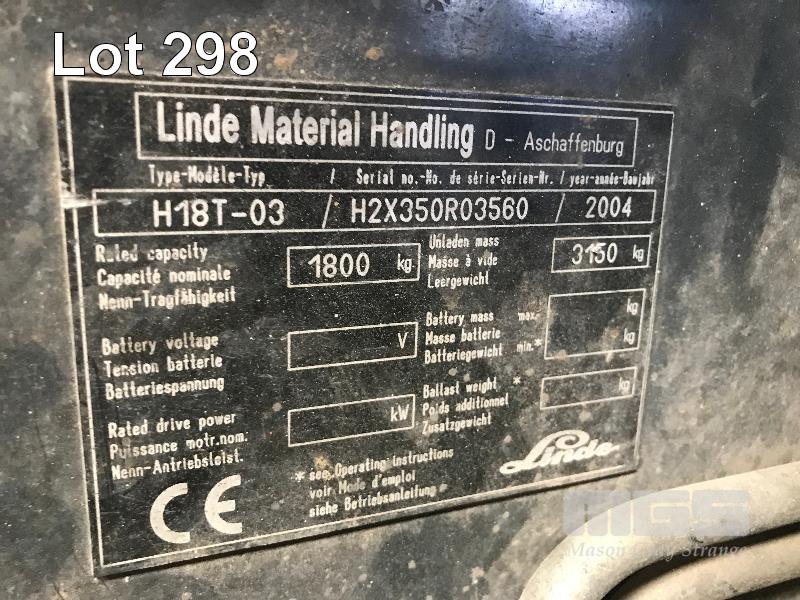 Lot 298
Linde Material Handling D - Aschaffenburg
Type-Modèle-Typ / Serial no.-No. de série-Serien-Nr. / year-année-Baujahr
H18T-03 / H2X350R03560 / 2004
Rated capacity
Capacité nominale
Nenn-Tragfähigkeit
1800 kg
Unladen mass
Masse à vide
Leergewicht
3150 kg
Battery voltage
Tension batterie
Batteriespannung
V
Battery mass max. kg
Masse batterie
Batteriegewicht min.* kg
Rated drive power
Puissance motr.nom.
Nenn-Antriebsleist.
kW
Ballast weight *
Poids additionnel
Zusatzgewicht
kg
* see Operating instructions
voir Mode d'emploi
siehe Betriebsanleitung
Linde
CE
MGS
Mason Gray Strange